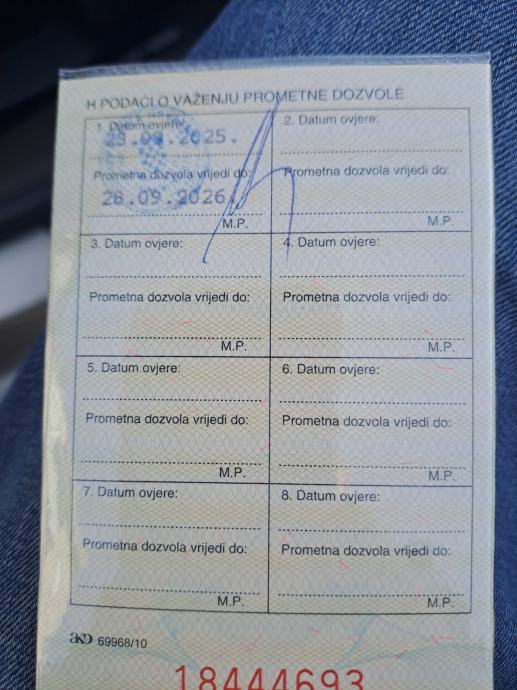 H PODACI O VAŽENJU PROMETNE DOZVOLE
1. Datum ovjere:
28.09.2025.
Prometna dozvola vrijedi do:
28.09.2026.
M.P.
2. Datum ovjere:
Prometna dozvola vrijedi do:
M.P.
3. Datum ovjere:
Prometna dozvola vrijedi do:
M.P.
4. Datum ovjere:
Prometna dozvola vrijedi do:
M.P.
5. Datum ovjere:
Prometna dozvola vrijedi do:
M.P.
6. Datum ovjere:
Prometna dozvola vrijedi do:
M.P.
7. Datum ovjere:
Prometna dozvola vrijedi do:
M.P.
8. Datum ovjere:
Prometna dozvola vrijedi do:
M.P.
AKD 69968/10
18444693